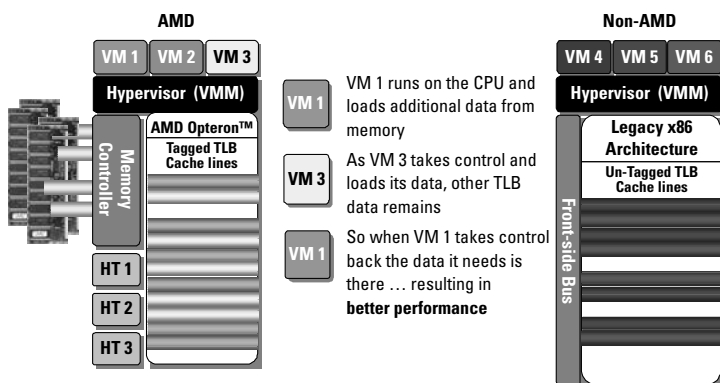 AMD
VM 1 VM 2 VM 3
Hypervisor (VMM)
Memory Controller
AMD Opteron™
Tagged TLB
Cache lines
HT 1
HT 2
HT 3
VM 1
VM 1 runs on the CPU and
loads additional data from
memory
VM 3
As VM 3 takes control and
loads its data, other TLB
data remains
VM 1
So when VM 1 takes control
back the data it needs is
there … resulting in
better performance
Non-AMD
VM 4 VM 5 VM 6
Hypervisor (VMM)
Front-side Bus
Legacy x86
Architecture
Un-Tagged TLB
Cache lines